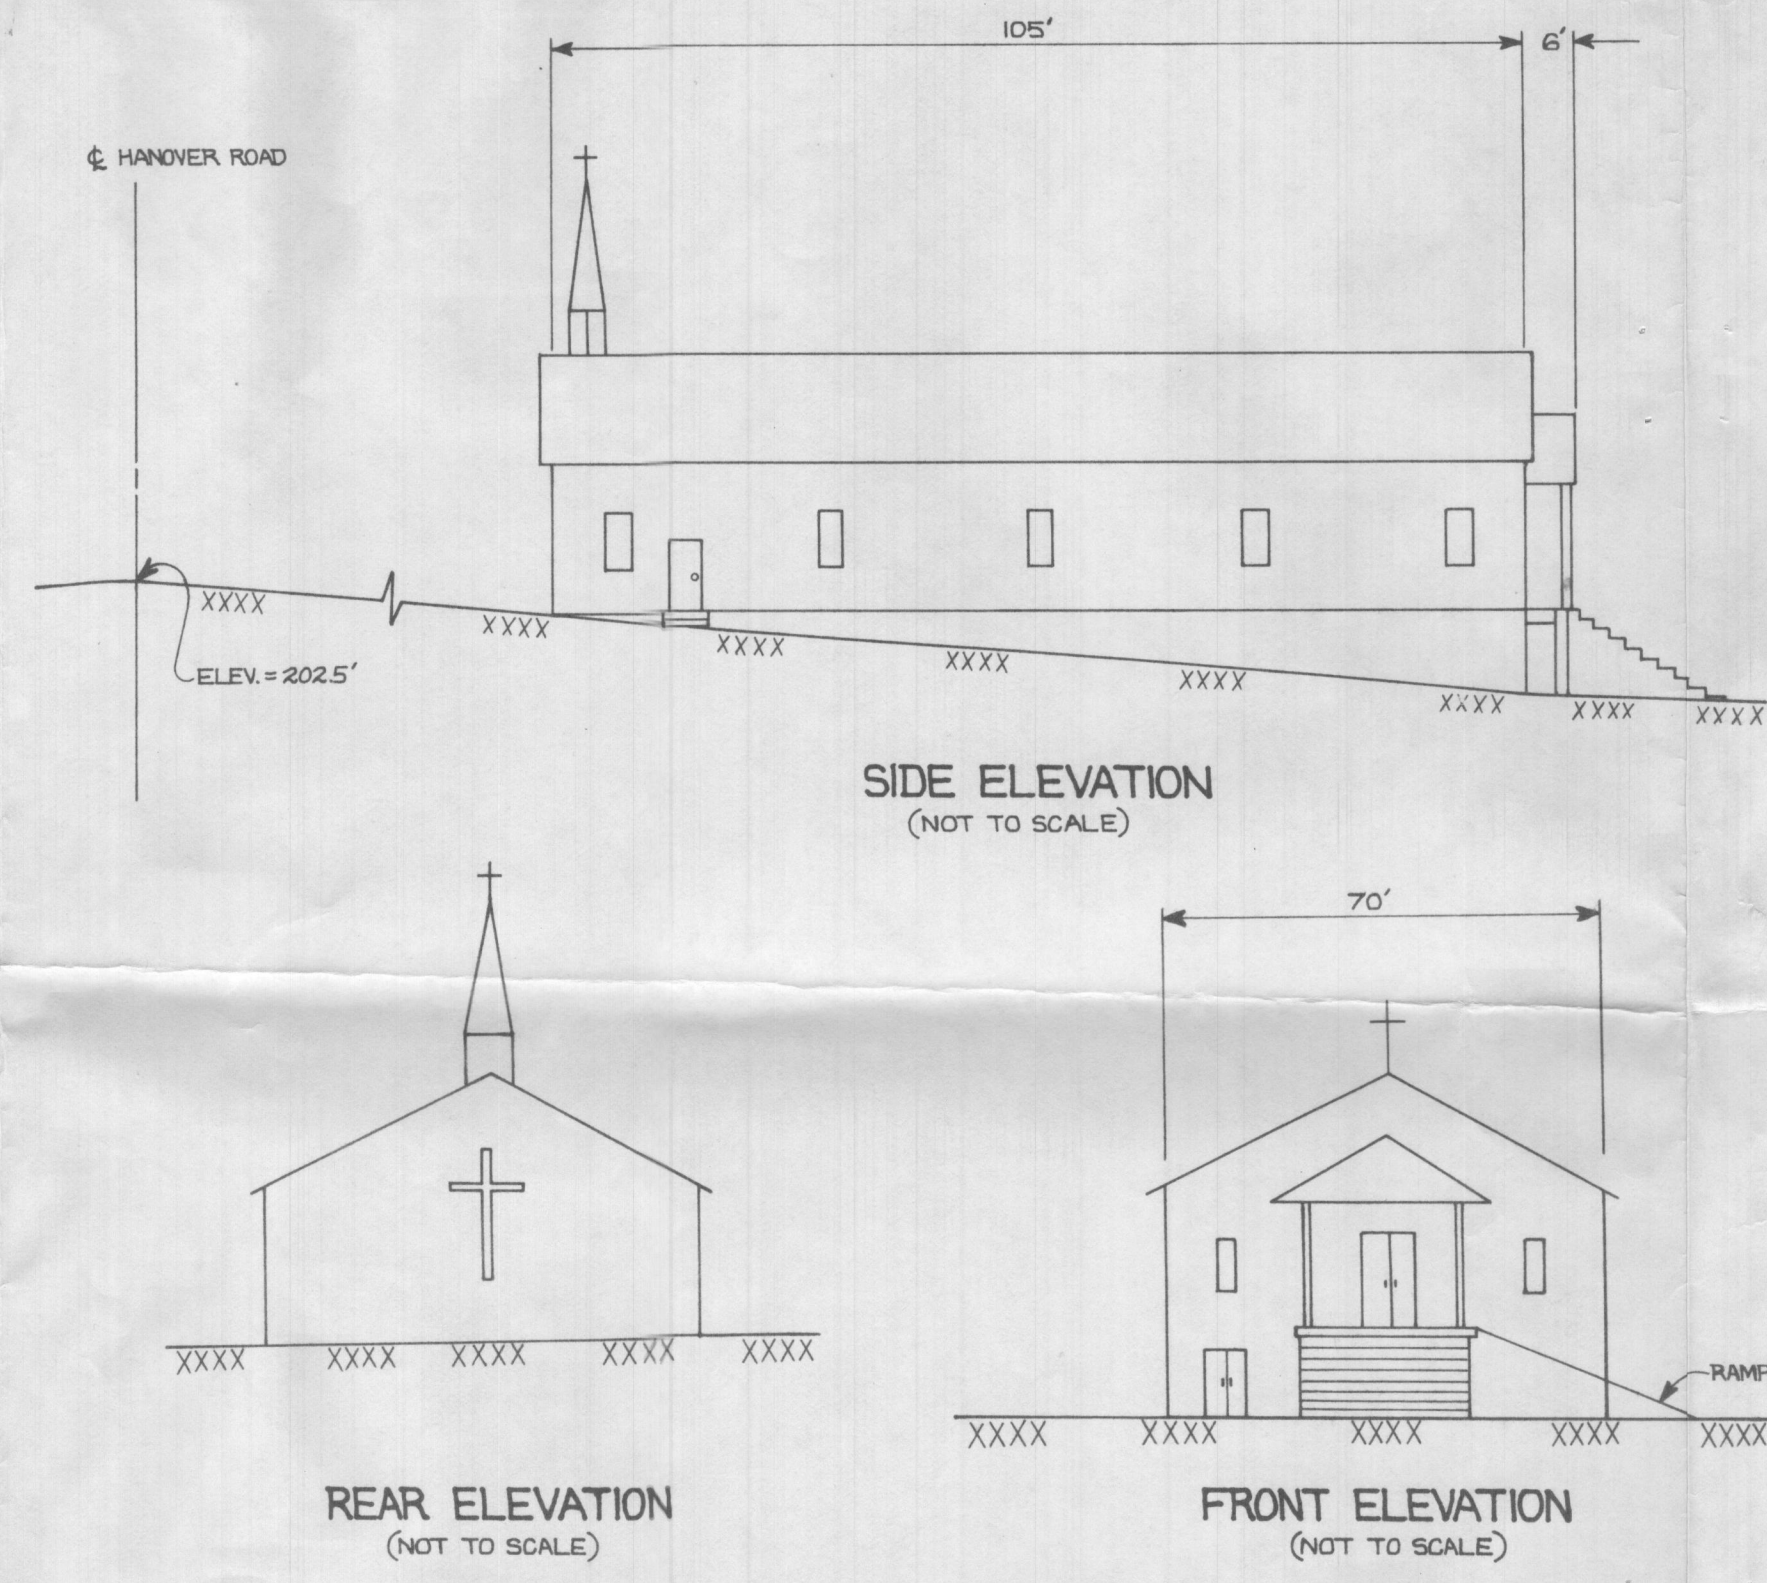 105'
6'
℄ HANOVER ROAD
XXXX
XXXX
XXXX
XXXX
XXXX
XXXX
XXXX
XXXX
ELEV. = 202.5'
SIDE ELEVATION
(NOT TO SCALE)
70'
RAMP
XXXX XXXX XXXX XXXX XXXX
XXXX XXXX XXXX XXXX XXXX
REAR ELEVATION
(NOT TO SCALE)
FRONT ELEVATION
(NOT TO SCALE)